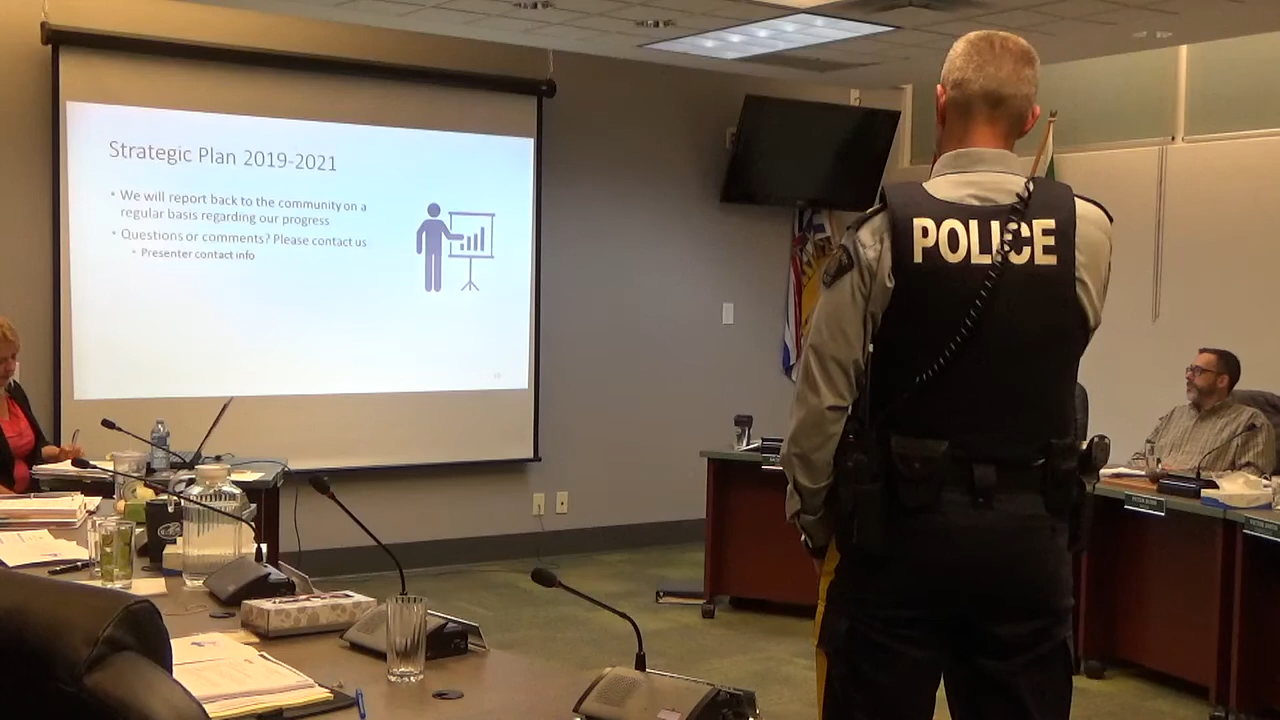 Strategic Plan 2019-2021
• We will report back to the community on a
regular basis regarding our progress
• Questions or comments? Please contact us
• Presenter contact info
POLICE